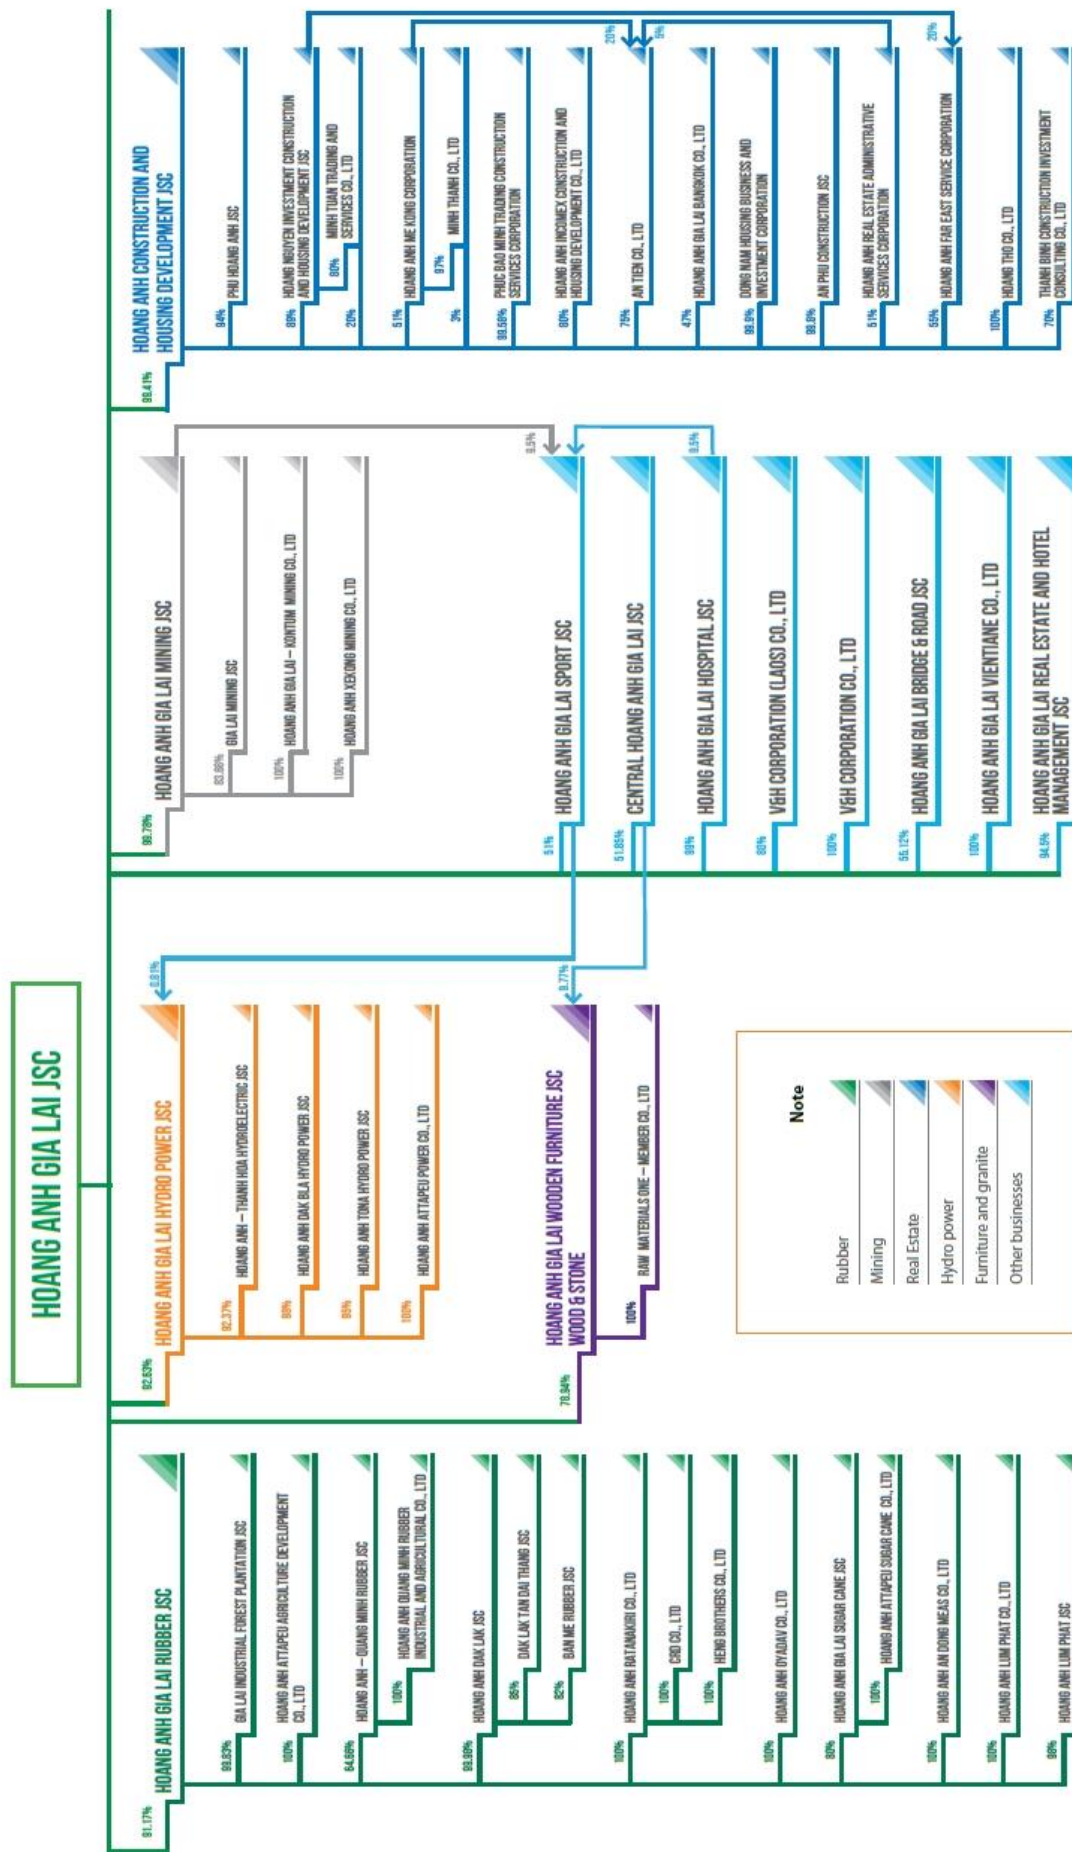 HOANG ANH GIA LAI JSC
91.17%
HOANG ANH GIA LAI RUBBER JSC
99.83%
GIA LAI INDUSTRIAL FOREST PLANTATION JSC
100%
HOANG ANH ATTAPEU AGRICULTURE DEVELOPMENT
CO., LTD
64.66%
HOANG ANH – QUANG MINH RUBBER JSC
100%
HOANG ANH QUANG MINH RUBBER
INDUSTRIAL AND AGRICULTURAL CO., LTD
99.98%
HOANG ANH DAK LAK JSC
85%
DAK LAK TAN DAI THANG JSC
82%
BAN ME RUBBER JSC
100%
HOANG ANH RATANAKIRI CO., LTD
100%
CRD CO., LTD
100%
HENG BROTHERS CO., LTD
100%
HOANG ANH OYADAV CO., LTD
80%
HOANG ANH GIA LAI SUGAR CANE JSC
100%
HOANG ANH ATTAPEU SUGAR CANE CO., LTD
100%
HOANG ANH AN DONG MEAS CO., LTD
100%
HOANG ANH LUM PHAT CO., LTD
98%
HOANG ANH LUM PHAT JSC
92.63%
HOANG ANH GIA LAI HYDRO POWER JSC
0.81%
92.37%
HOANG ANH – THANH HOA HYDROELECTRIC JSC
HOANG ANH DAK BLA HYDRO POWER JSC
95%
HOANG ANH TONA HYDRO POWER JSC
100%
HOANG ANH ATTAPEU POWER CO., LTD
78.94%
HOANG ANH GIA LAI WOODEN FURNITURE JSC
WOOD & STONE
9.77%
100%
RAW MATERIALS ONE – MEMBER CO., LTD
Note
Rubber
Mining
Real Estate
Hydro power
Furniture and granite
Other businesses
99.78%
HOANG ANH GIA LAI MINING JSC
83.66%
GIA LAI MINING JSC
100%
HOANG ANH GIA LAI – KONTUM MINING CO., LTD
100%
HOANG ANH XEKONG MINING CO., LTD
9.5%
51%
HOANG ANH GIA LAI SPORT JSC
51.85%
CENTRAL HOANG ANH GIA LAI JSC
99%
HOANG ANH GIA LAI HOSPITAL JSC
9.5%
80%
V&H CORPORATION (LAOS) CO., LTD
100%
V&H CORPORATION CO., LTD
55.12%
HOANG ANH GIA LAI BRIDGE & ROAD JSC
100%
HOANG ANH GIA LAI VIENTIANE CO., LTD
94.5%
HOANG ANH GIA LAI REAL ESTATE AND HOTEL
MANAGEMENT JSC
99.41%
HOANG ANH CONSTRUCTION AND
HOUSING DEVELOPMENT JSC
94%
PHU HOANG ANH JSC
89%
HOANG NGUYEN INVESTMENT CONSTRUCTION
AND HOUSING DEVELOPMENT JSC
80%
MINH TUAN TRADING AND
SERVICES CO., LTD
20%
51%
HOANG ANH ME KONG CORPORATION
97%
MINH THANH CO., LTD
3%
99.58%
PHUC BAO MINH TRADING CONSTRUCTION
SERVICES CORPORATION
80%
HOANG ANH INCOMEX CONSTRUCTION AND
HOUSING DEVELOPMENT CO., LTD
20%
75%
AN TIEN CO., LTD
5%
47%
HOANG ANH GIA LAI BANGKOK CO., LTD
99.9%
DONG NAM HOUSING BUSINESS AND
INVESTMENT CORPORATION
99.8%
AN PHU CONSTRUCTION JSC
51%
HOANG ANH REAL ESTATE ADMINISTRATIVE
SERVICES CORPORATION
20%
55%
HOANG ANH FAR EAST SERVICE CORPORATION
100%
HOANG THO CO., LTD
70%
THANH BINH CONSTRUCTION INVESTMENT
CONSULTING CO., LTD